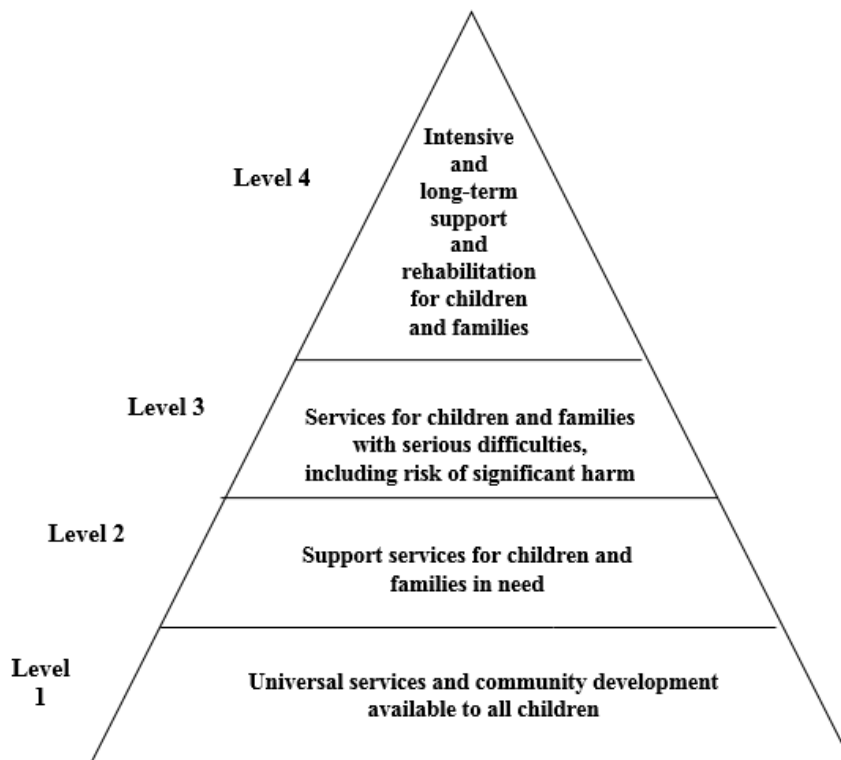 Level 4
Intensive
and
long-term
support
and
rehabilitation
for children
and families
Level 3
Services for children and families
with serious difficulties,
including risk of significant harm
Level 2
Support services for children and
families in need
Level
1
Universal services and community development
available to all children